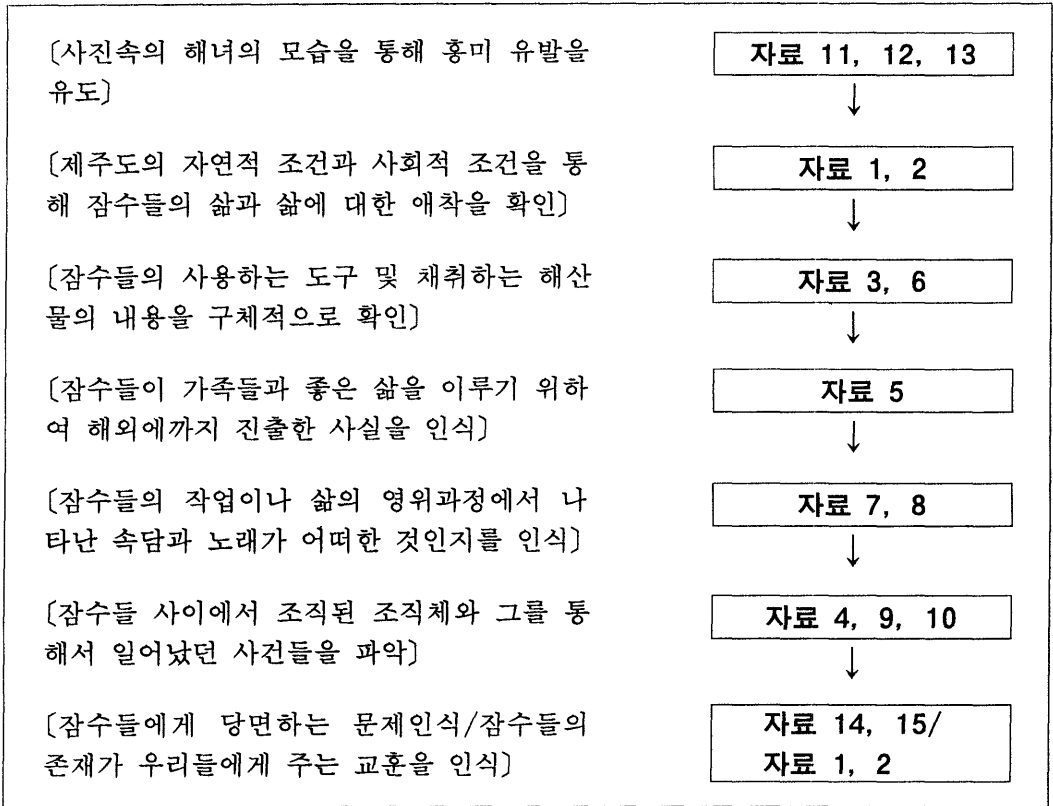 〔사진속의 해녀의 모습을 통해 흥미 유발을
유도〕
자료 11, 12, 13
↓
〔제주도의 자연적 조건과 사회적 조건을 통
해 잠수들의 삶과 삶에 대한 애착을 확인〕
자료 1, 2
↓
〔잠수들의 사용하는 도구 및 채취하는 해산
물의 내용을 구체적으로 확인〕
자료 3, 6
↓
〔잠수들이 가족들과 좋은 삶을 이루기 위하
여 해외에까지 진출한 사실을 인식〕
자료 5
↓
〔잠수들의 작업이나 삶의 영위과정에서 나
타난 속담과 노래가 어떠한 것인지를 인식〕
자료 7, 8
↓
〔잠수들 사이에서 조직된 조직체와 그를 통
해서 일어났던 사건들을 파악〕
자료 4, 9, 10
↓
〔잠수들에게 당면하는 문제인식/잠수들의
존재가 우리들에게 주는 교훈을 인식〕
자료 14, 15/
자료 1, 2